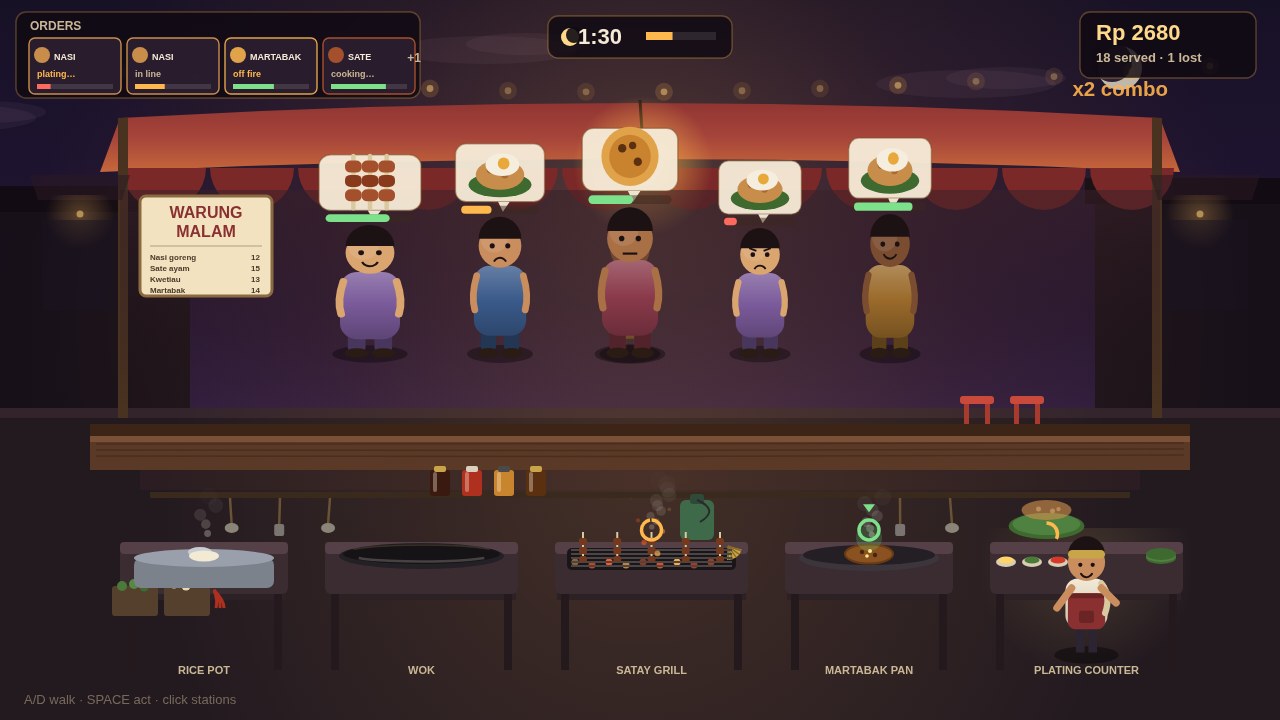 ORDERS
NASI
plating...
NASI
in line
MARTABAK
off fire
SATE
cooking...
+1
1:30
Rp 2680
18 served · 1 lost
x2 combo
WARUNG
MALAM
Nasi goreng 12
Sate ayam 15
Kwetiau 13
Martabak 14
RICE POT
WOK
SATAY GRILL
MARTABAK PAN
PLATING COUNTER
A/D walk · SPACE act · click stations